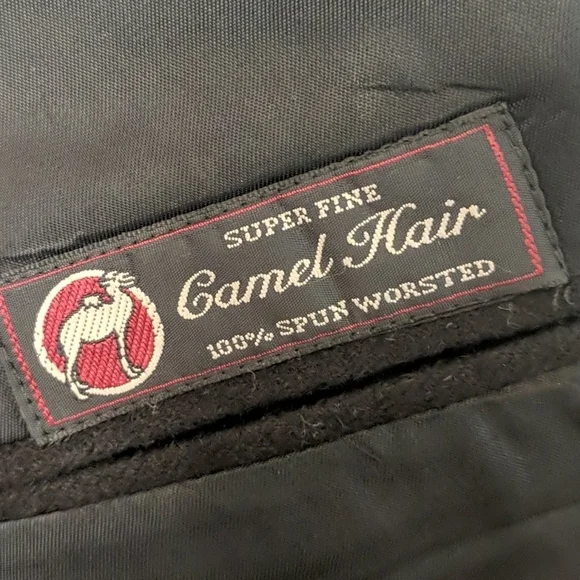 SUPER FINE
Camel Hair
100% SPUN WORSTED